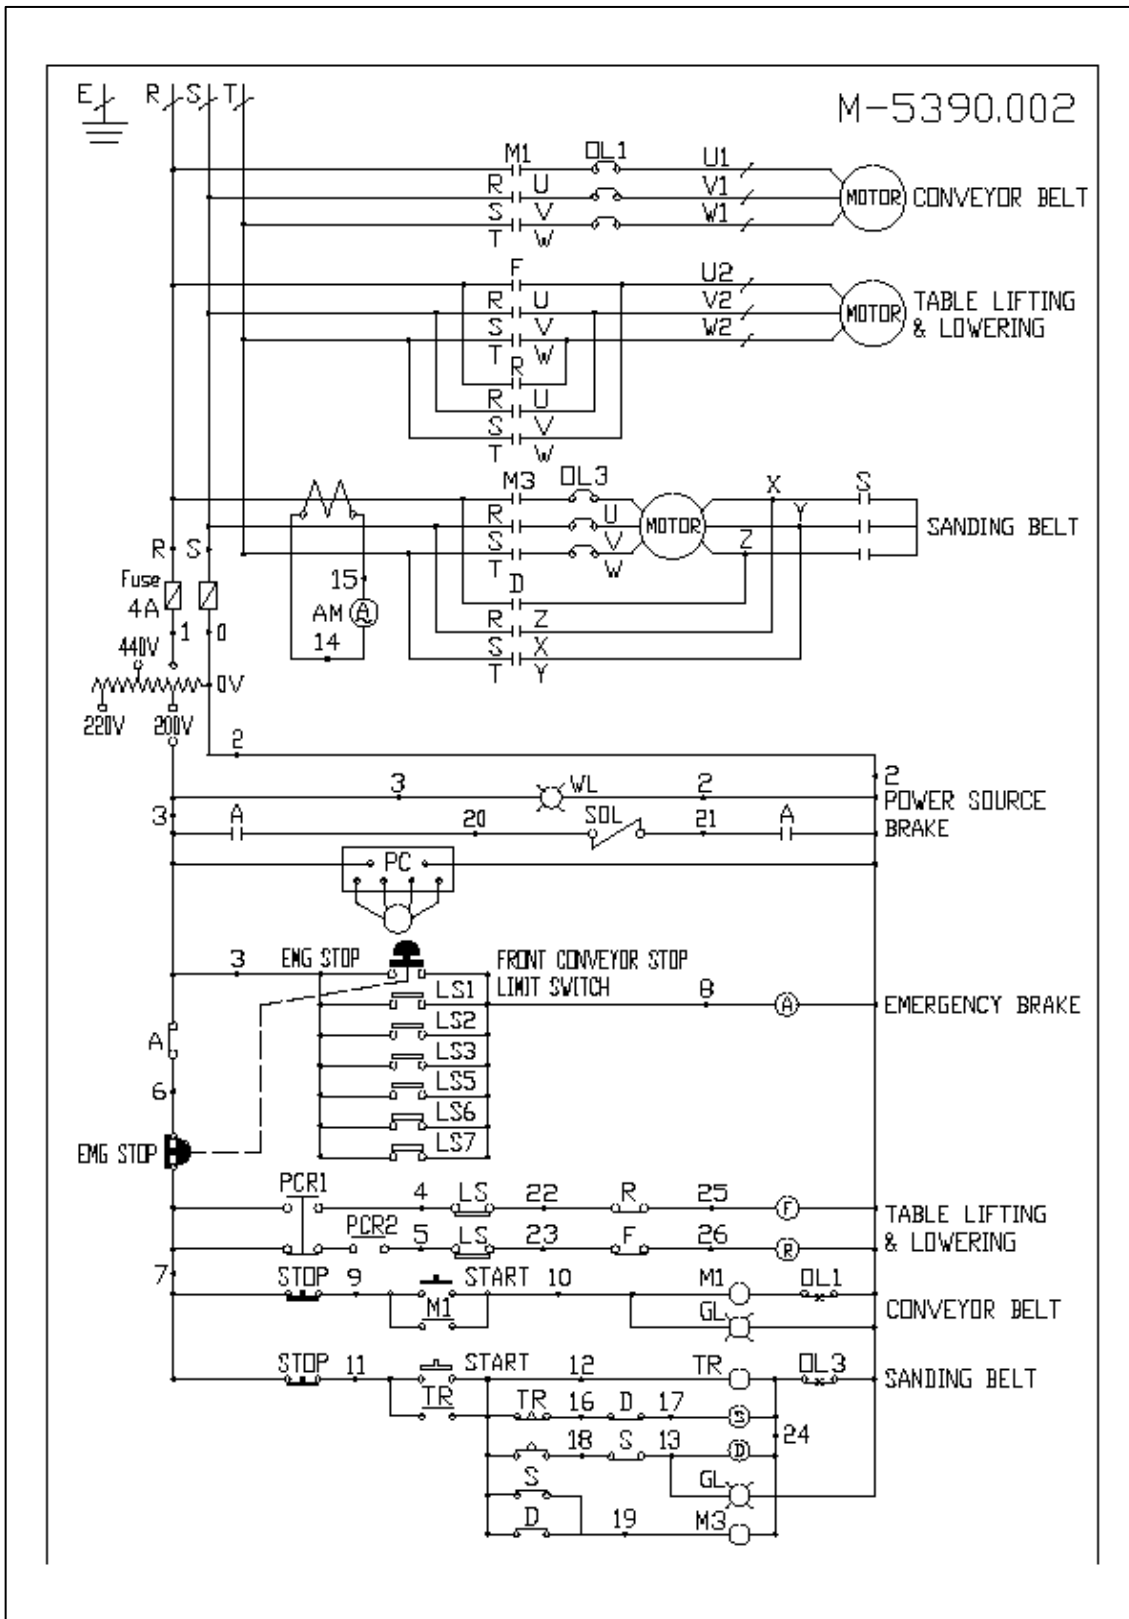 E R S T
M-5390.002
M1 OL1 U1
R U V1 MOTOR CONVEYOR BELT
S V W1
T W
F U2
R U V2 MOTOR TABLE LIFTING
S V W2 & LOWERING
T W
R
R U
S V
T W
M3 OL3 X S
R U MOTOR Y SANDING BELT
S V Z
T W
R S
Fuse 15 D
4A AM A R Z
1 0 14 S X
440V T Y
0V
220V 200V
2
2
3 WL 2 POWER SOURCE
3 A 20 SOL 21 A BRAKE
PC
3 EMG STOP FRONT CONVEYOR STOP
LIMIT SWITCH
LS1 8 A EMERGENCY BRAKE
A LS2
LS3
6 LS5
LS6
EMG STOP LS7
PCR1 4 LS 22 R 25 F TABLE LIFTING
PCR2 5 LS 23 F 26 R & LOWERING
7
STOP 9 START 10 M1 OL1
M1 GL CONVEYOR BELT
STOP 11 START 12 TR OL3 SANDING BELT
TR TR 16 D 17 S
24
18 S 13 D
S GL
D 19 M3